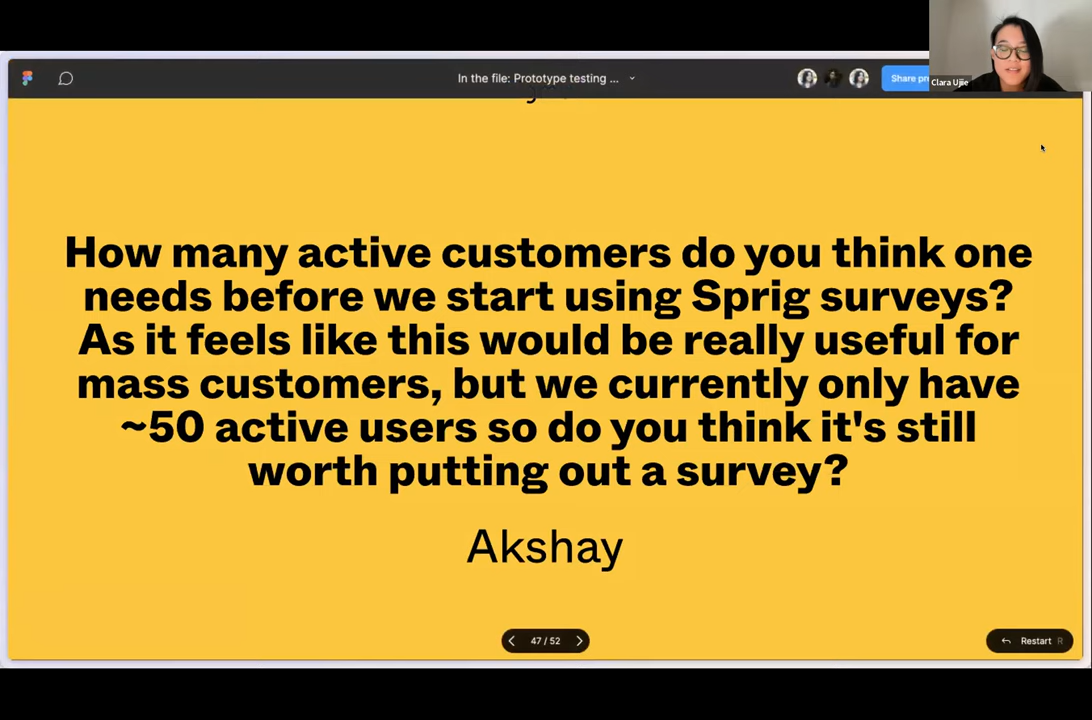 In the file: Prototype testing ...
Share pre
Clara Ujiie
How many active customers do you think one
needs before we start using Sprig surveys?
As it feels like this would be really useful for
mass customers, but we currently only have
~50 active users so do you think it's still
worth putting out a survey?
Akshay
47 / 52
Restart R